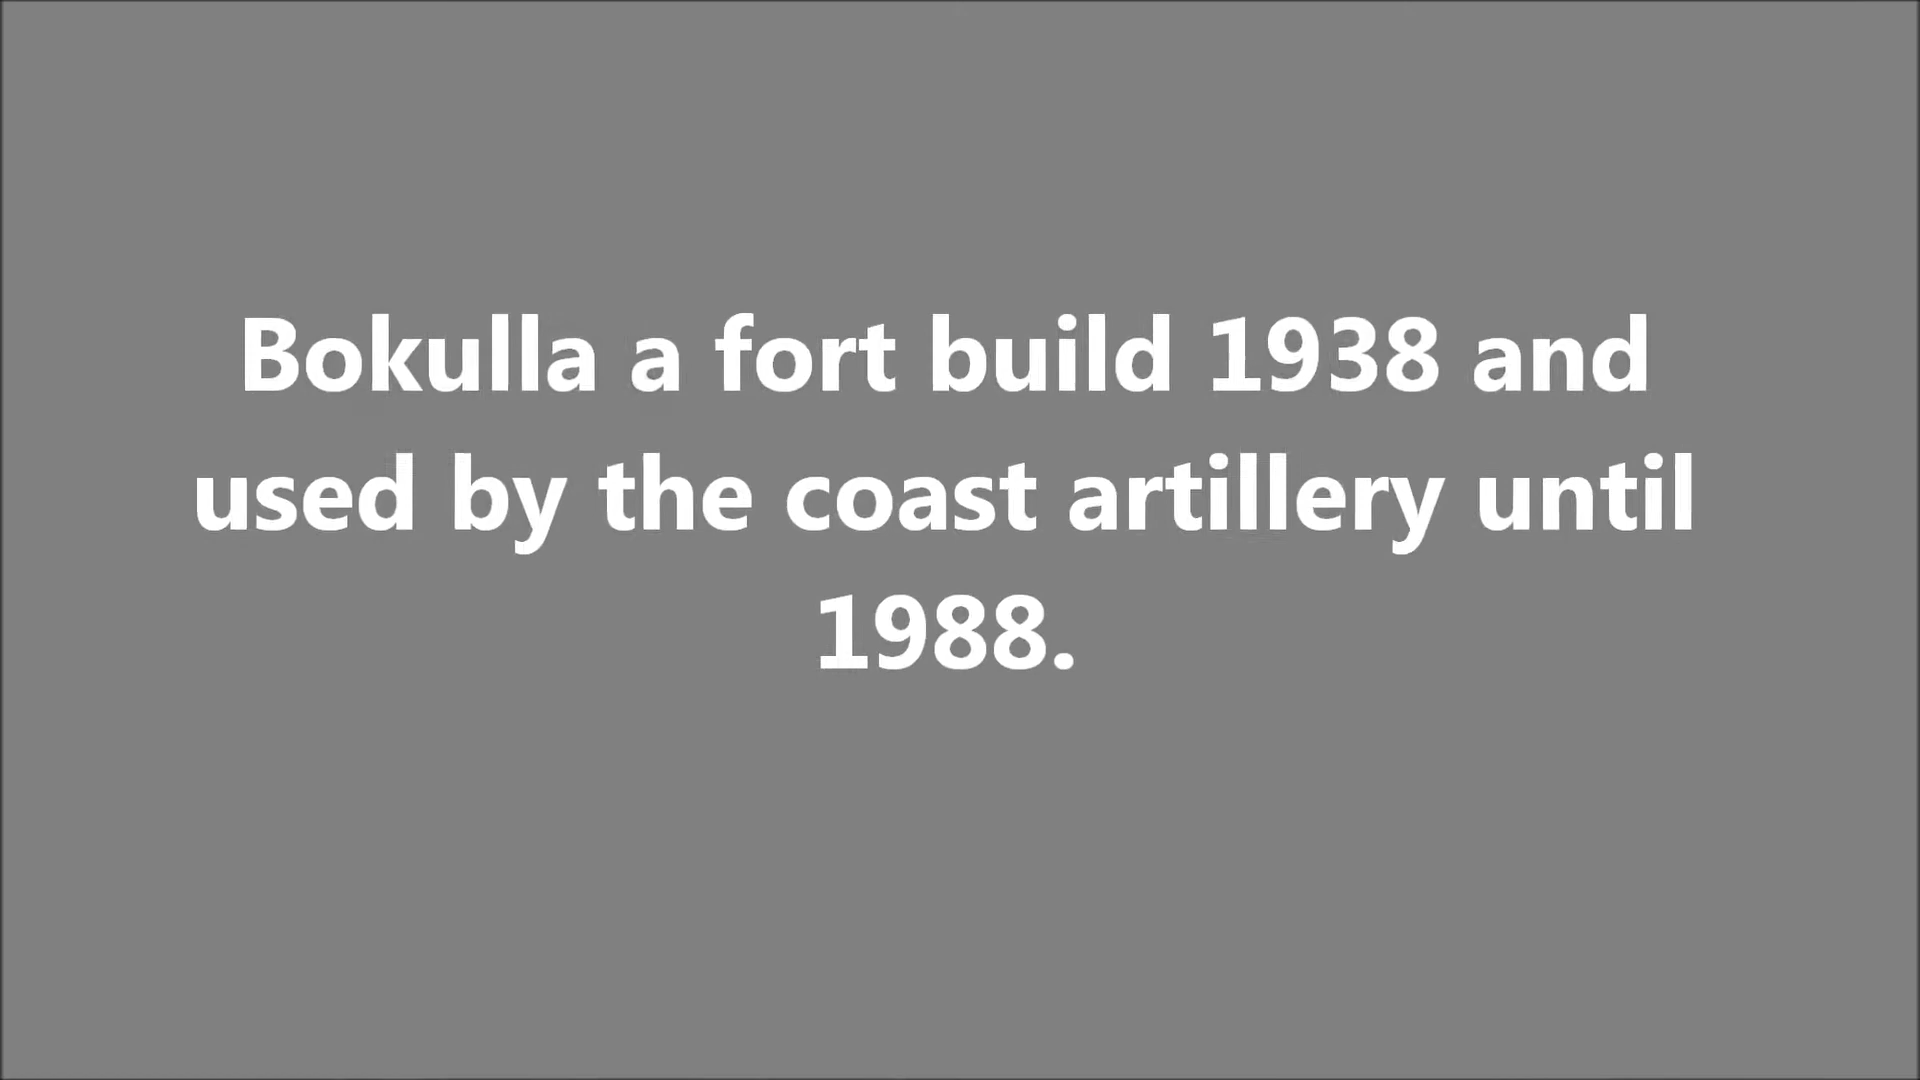 Bokulla a fort build 1938 and
used by the coast artillery until
1988.